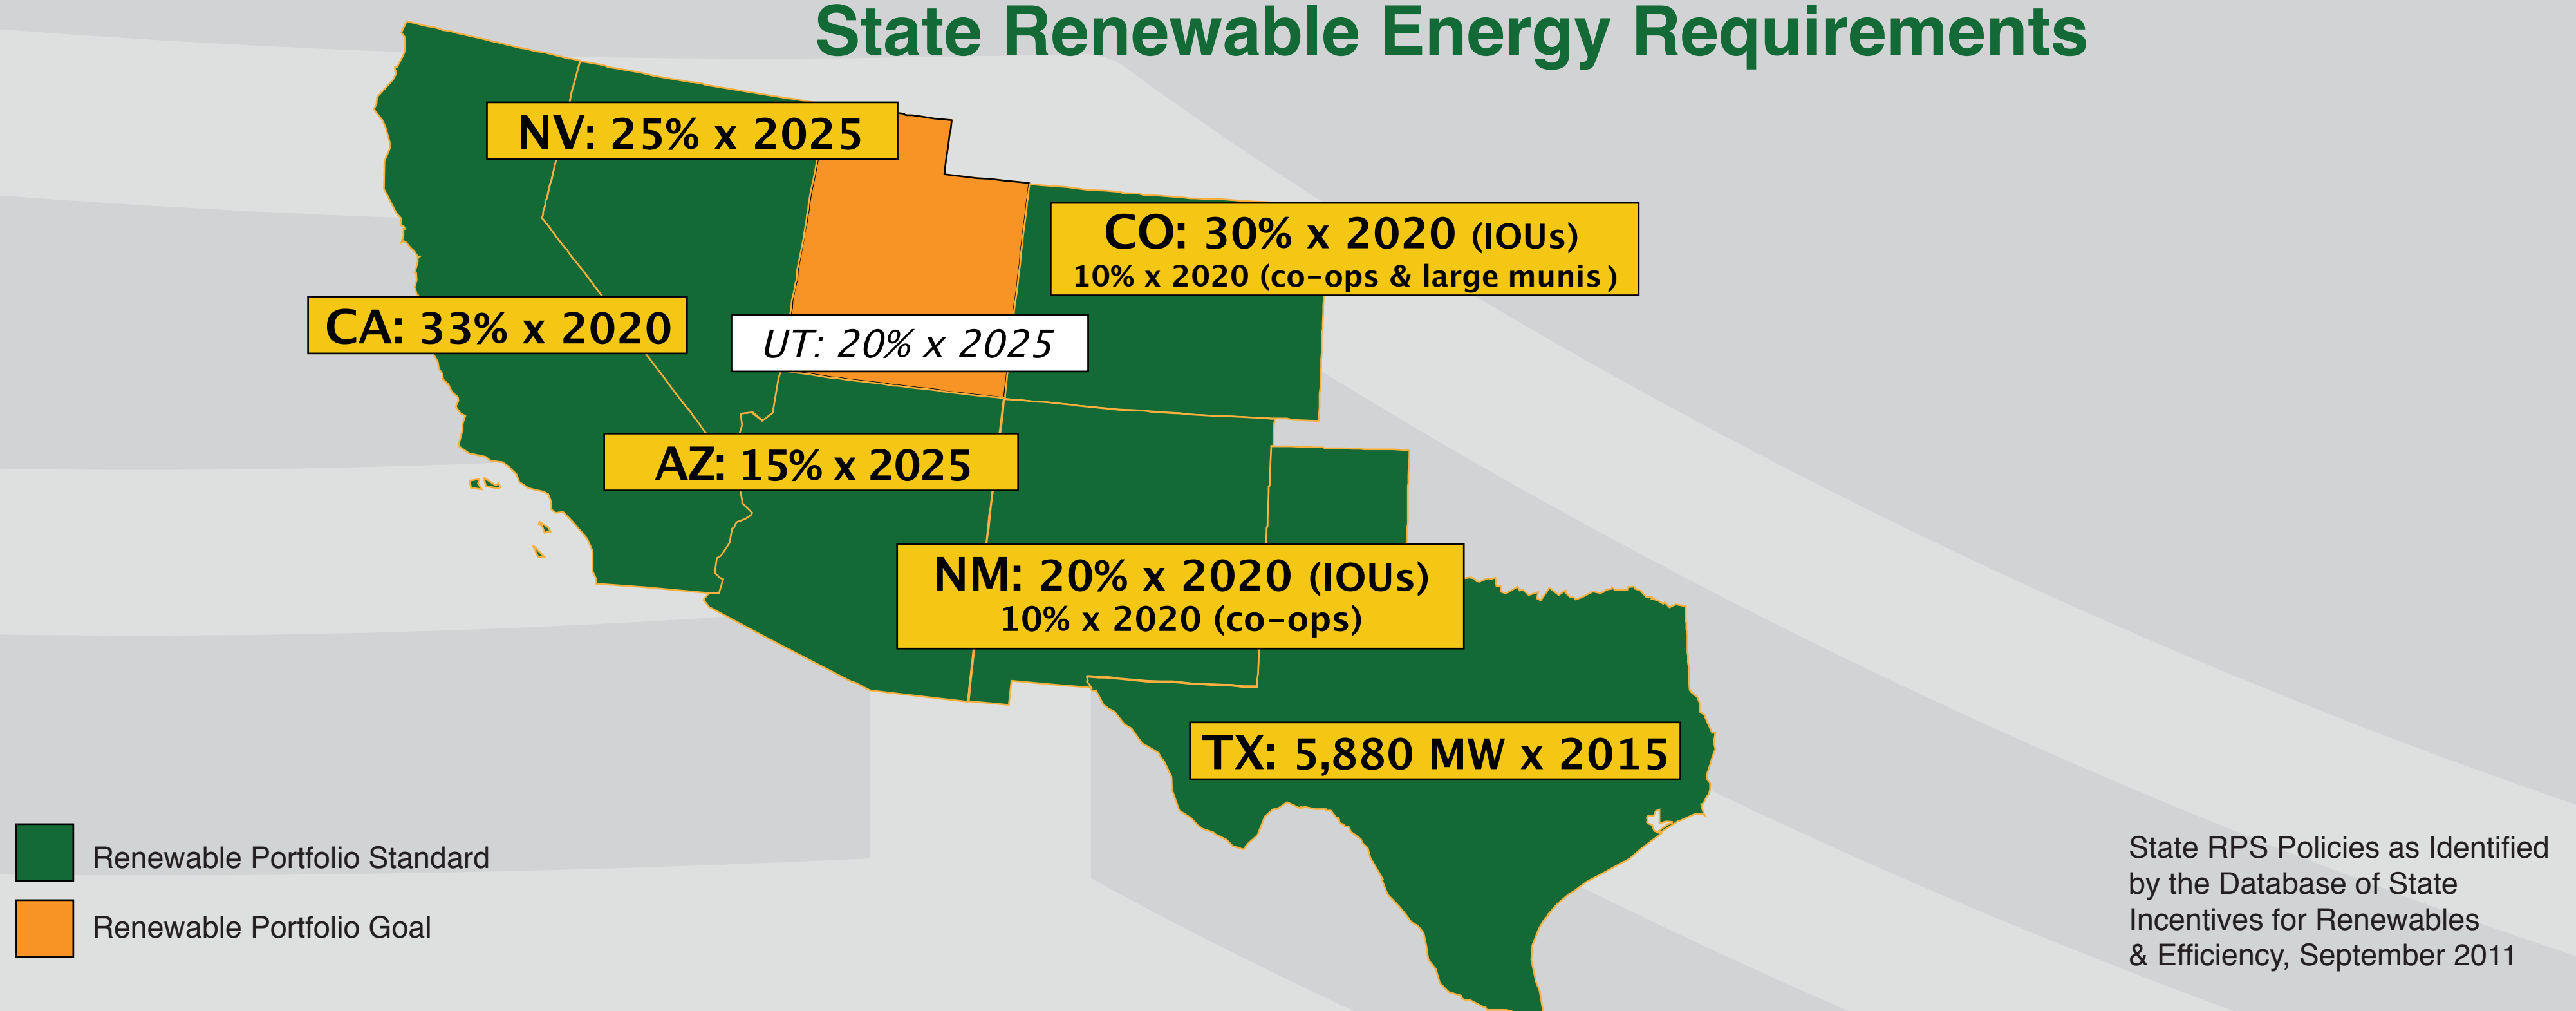 State Renewable Energy Requirements
NV: 25% x 2025
CO: 30% x 2020 (IOUs)
10% x 2020 (co-ops & large munis)
CA: 33% x 2020
UT: 20% x 2025
AZ: 15% x 2025
NM: 20% x 2020 (IOUs)
10% x 2020 (co-ops)
TX: 5,880 MW x 2015
Renewable Portfolio Standard
Renewable Portfolio Goal
State RPS Policies as Identified
by the Database of State
Incentives for Renewables
& Efficiency, September 2011